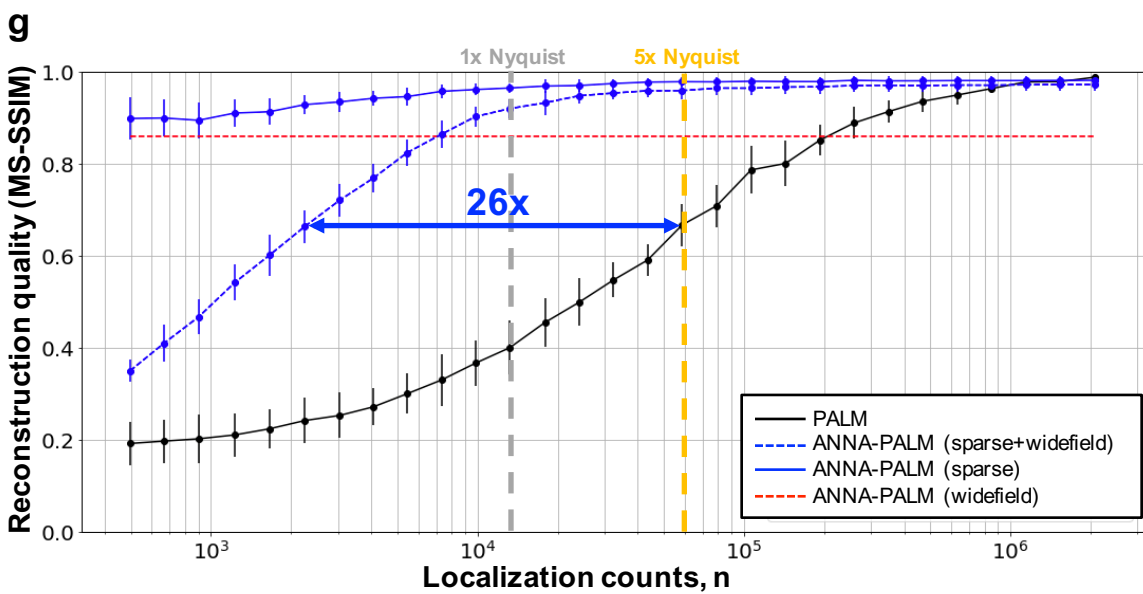 g
1x Nyquist
5x Nyquist
Reconstruction quality (MS-SSIM)
1.0
0.8
0.6
0.4
0.2
0.0
26x
PALM
ANNA-PALM (sparse+widefield)
ANNA-PALM (sparse)
ANNA-PALM (widefield)
10³
10⁴
10⁵
10⁶
Localization counts, n